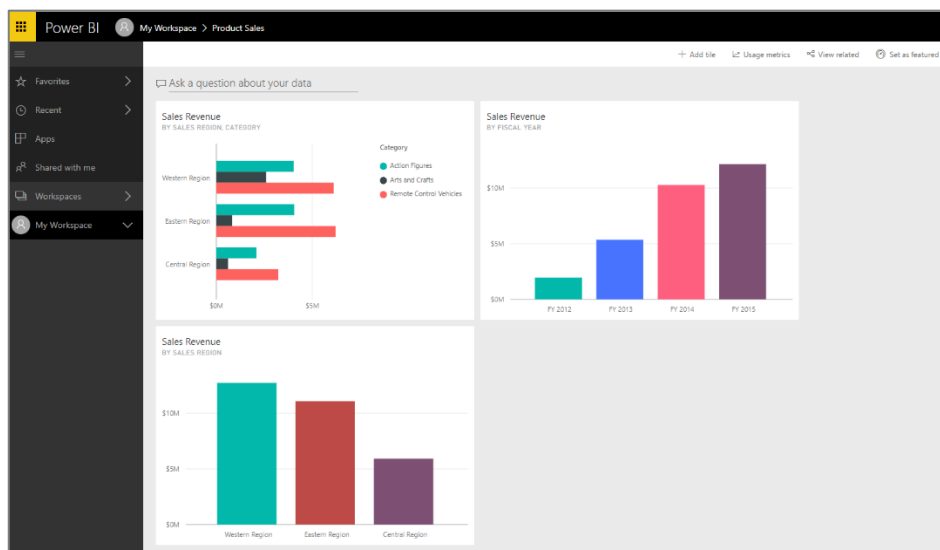 Power BI
My Workspace > Product Sales
Add tile
Usage metrics
View related
Set as featured
Favorites
Recent
Apps
Shared with me
Workspaces
My Workspace
Ask a question about your data
Sales Revenue
BY SALES REGION, CATEGORY
Category
Action Figures
Arts and Crafts
Remote Control Vehicles
Western Region
Eastern Region
Central Region
$0M $5M
Sales Revenue
BY FISCAL YEAR
$10M
$5M
$0M
FY 2012 FY 2013 FY 2014 FY 2015
Sales Revenue
BY SALES REGION
$10M
$5M
$0M
Western Region Eastern Region Central Region